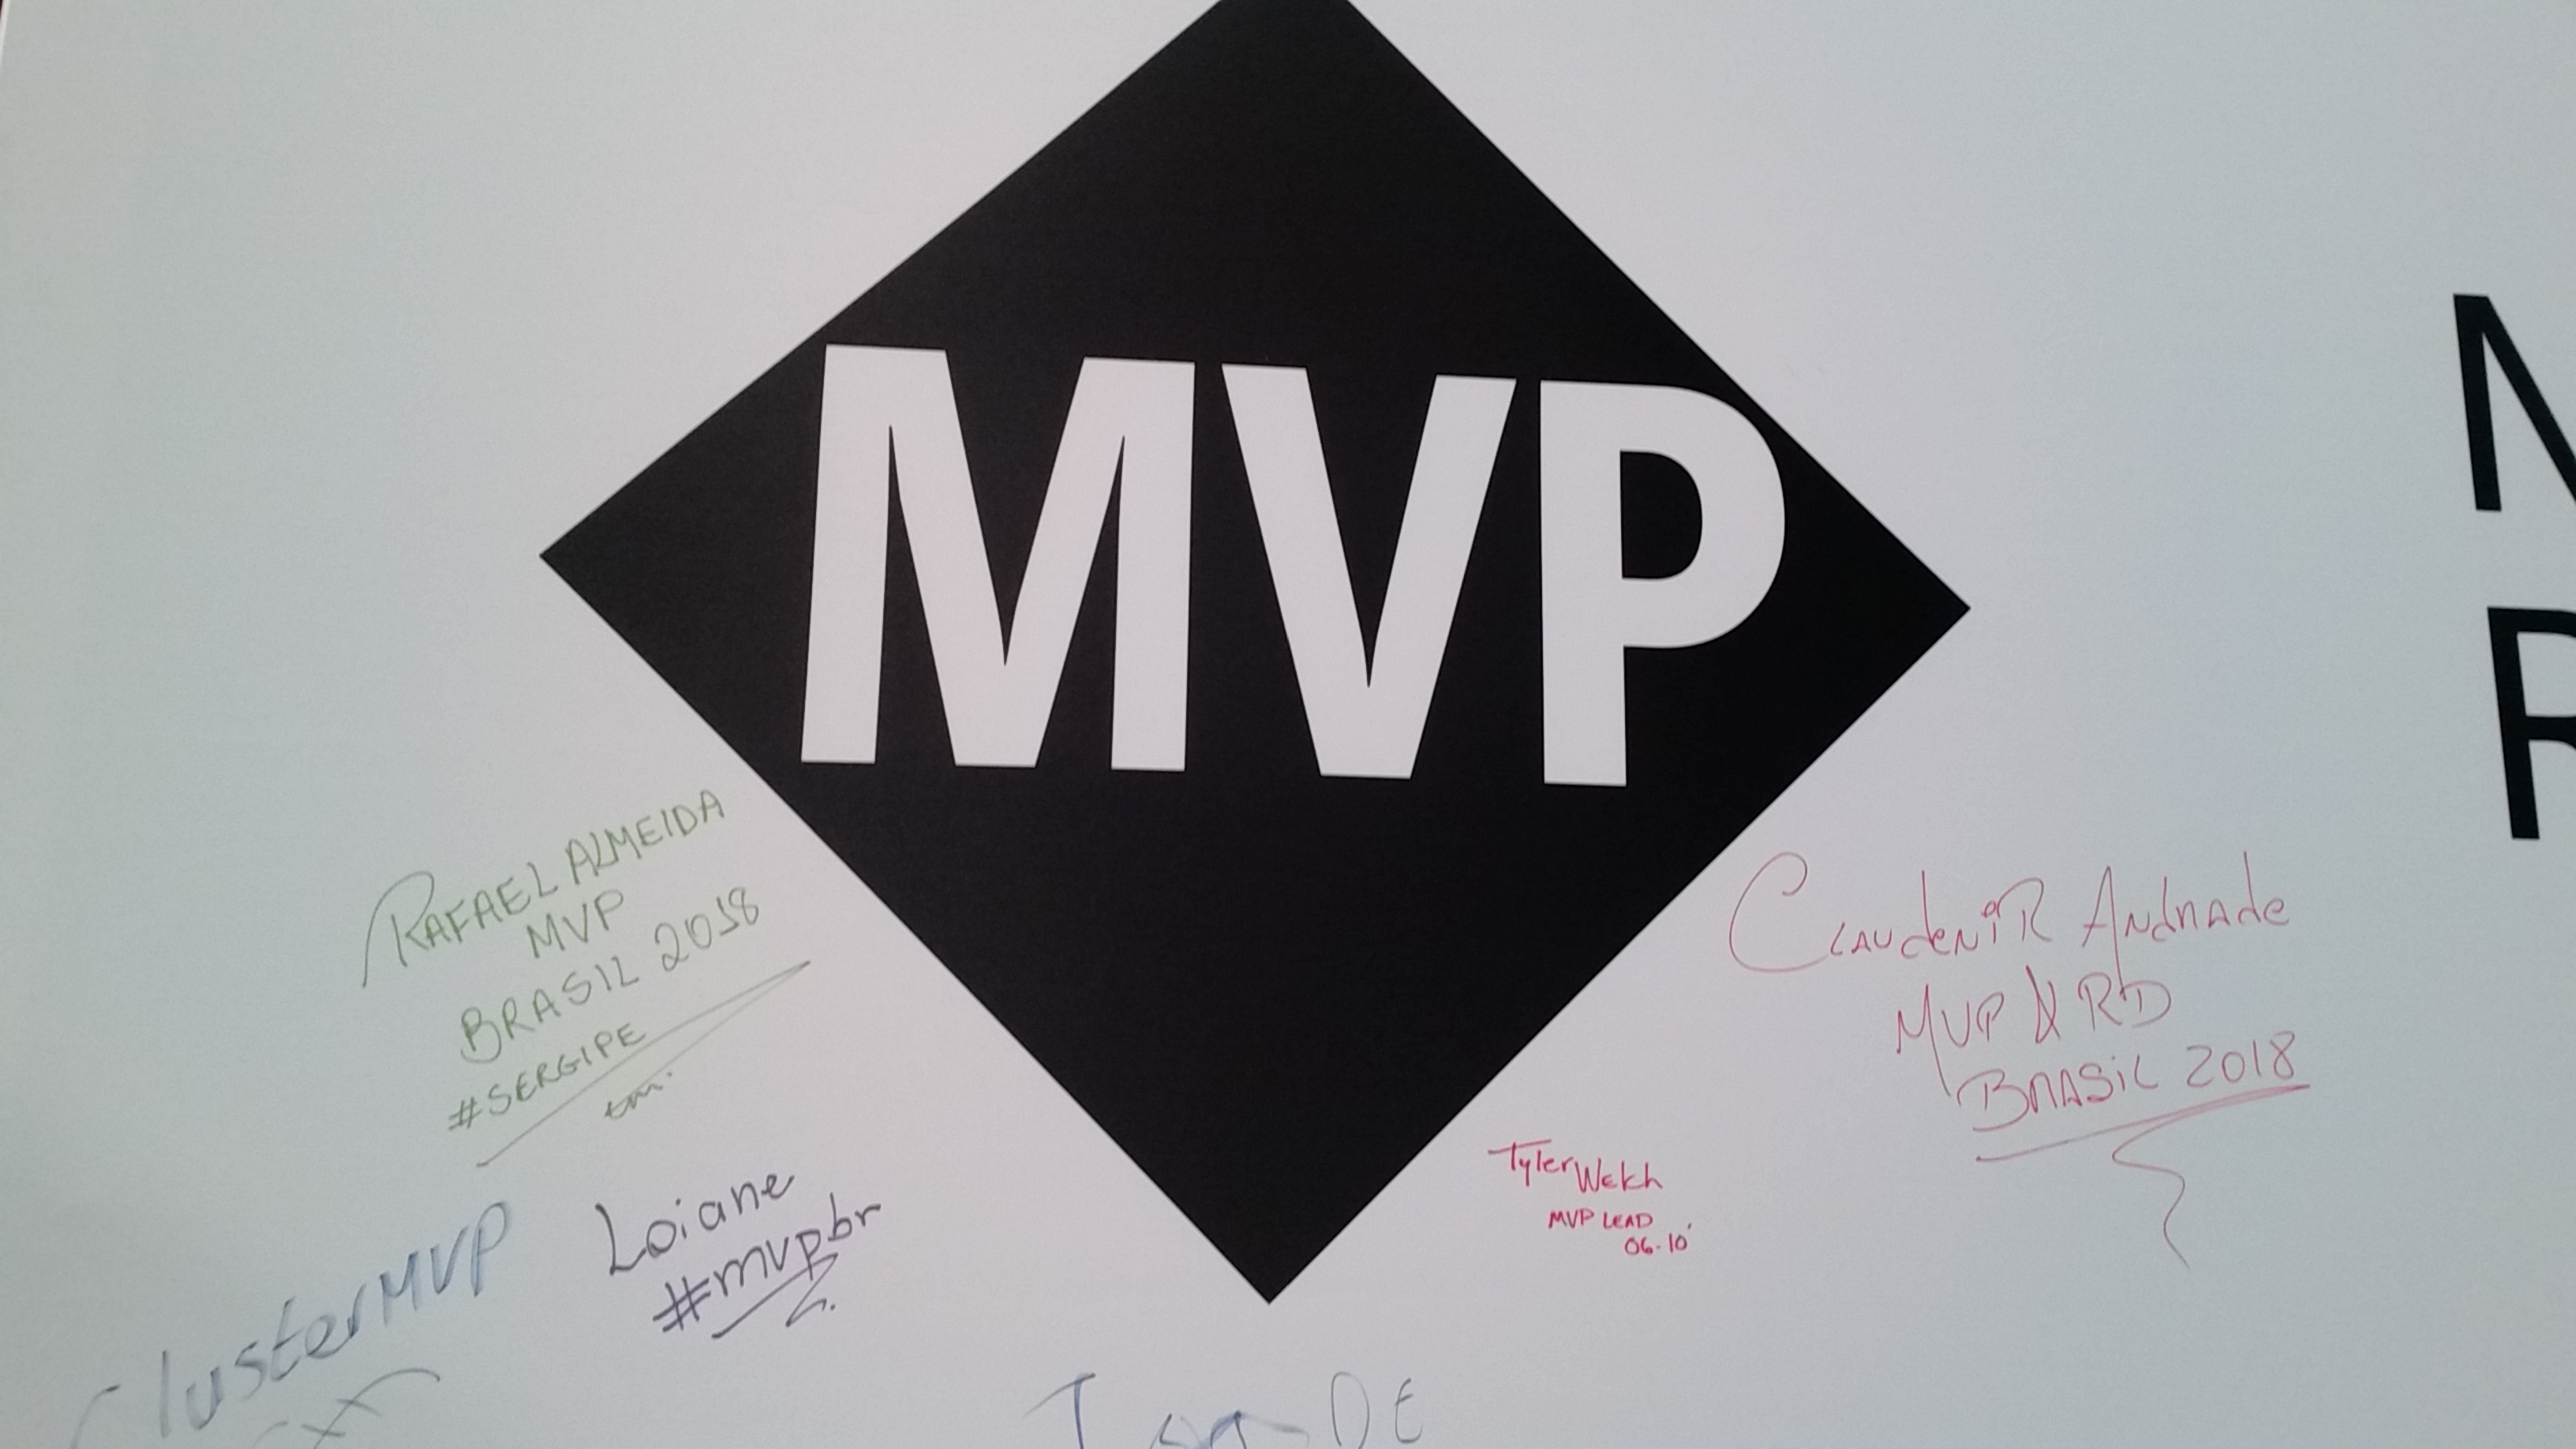 MVP
RAFAEL ALMEIDA
MVP
BRASIL 2018
#SERGIPE
Loiane
#mvpbr
ClusterMVP
Tyler Welch
MVP LEAD
06-10'
Claudenir Andrade
MVP & RD
BRASIL 2018
M
R